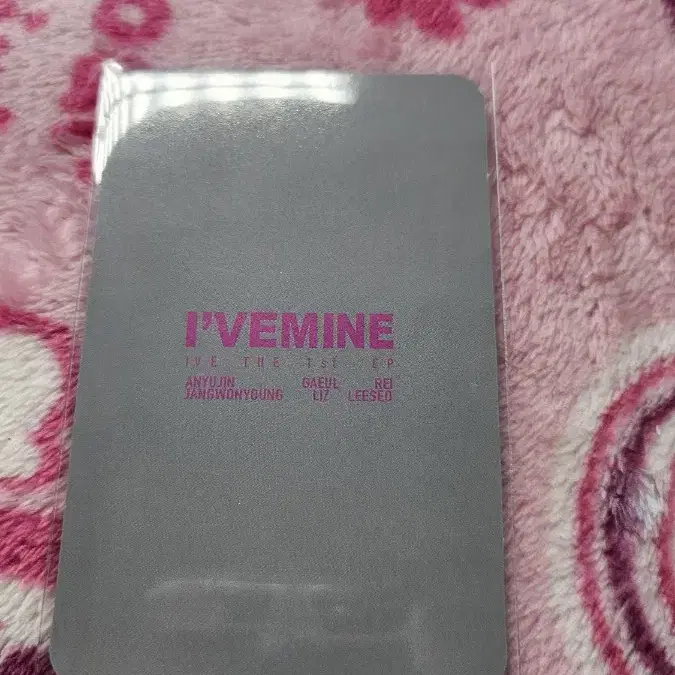 I'VEMINE
IVE THE 1st EP
ANYUJIN GAEUL REI
JANGWONYOUNG LIZ LEESEO